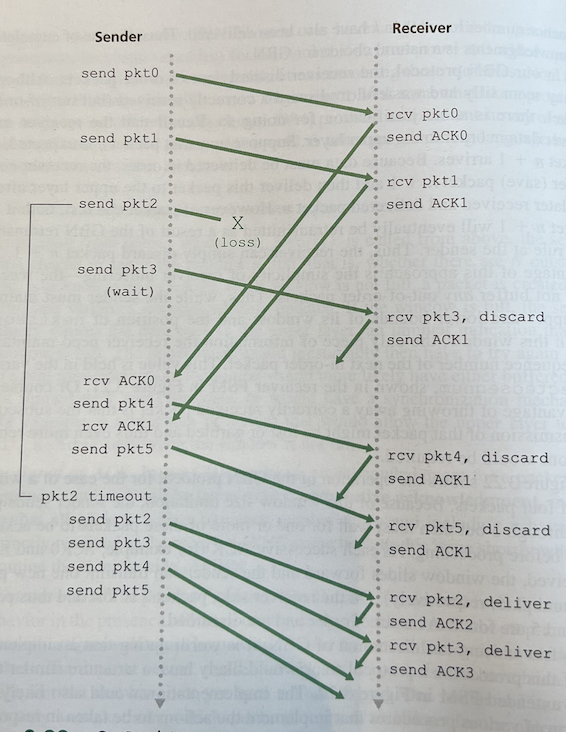 Sender
Receiver
send pkt0
rcv pkt0
send ACK0
send pkt1
rcv pkt1
send ACK1
send pkt2
X
(loss)
send pkt3
(wait)
rcv pkt3, discard
send ACK1
rcv ACK0
send pkt4
rcv ACK1
send pkt5
rcv pkt4, discard
send ACK1
pkt2 timeout
send pkt2
send pkt3
send pkt4
send pkt5
rcv pkt5, discard
send ACK1
rcv pkt2, deliver
send ACK2
rcv pkt3, deliver
send ACK3